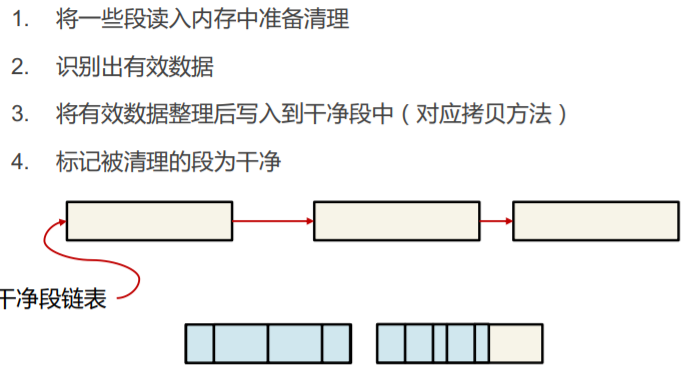 1. 将一些段读入内存中准备清理
2. 识别出有效数据
3. 将有效数据整理后写入到干净段中（对应拷贝方法）
4. 标记被清理的段为干净
干净段链表